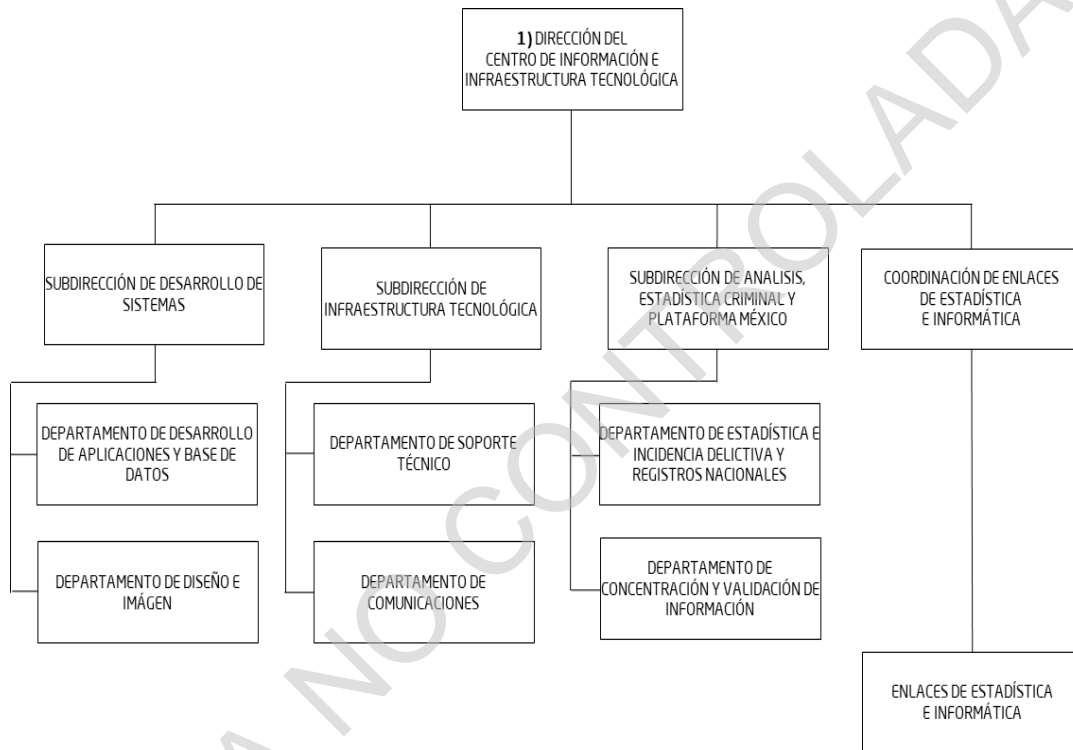 1) DIRECCIÓN DEL
CENTRO DE INFORMACIÓN E
INFRAESTRUCTURA TECNOLÓGICA
SUBDIRECCIÓN DE DESARROLLO DE
SISTEMAS
SUBDIRECCIÓN DE
INFRAESTRUCTURA TECNOLÓGICA
SUBDIRECCIÓN DE ANALISIS,
ESTADÍSTICA CRIMINAL Y
PLATAFORMA MÉXICO
COORDINACIÓN DE ENLACES
DE ESTADÍSTICA
E INFORMÁTICA
DEPARTAMENTO DE DESARROLLO
DE APLICACIONES Y BASE DE
DATOS
DEPARTAMENTO DE SOPORTE
TÉCNICO
DEPARTAMENTO DE ESTADÍSTICA E
INCIDENCIA DELICTIVA Y
REGISTROS NACIONALES
DEPARTAMENTO DE DISEÑO E
IMÁGEN
DEPARTAMENTO DE
COMUNICACIONES
DEPARTAMENTO DE
CONCENTRACIÓN Y VALIDACIÓN DE
INFORMACIÓN
ENLACES DE ESTADÍSTICA
E INFORMÁTICA
A NO CONTROLADA